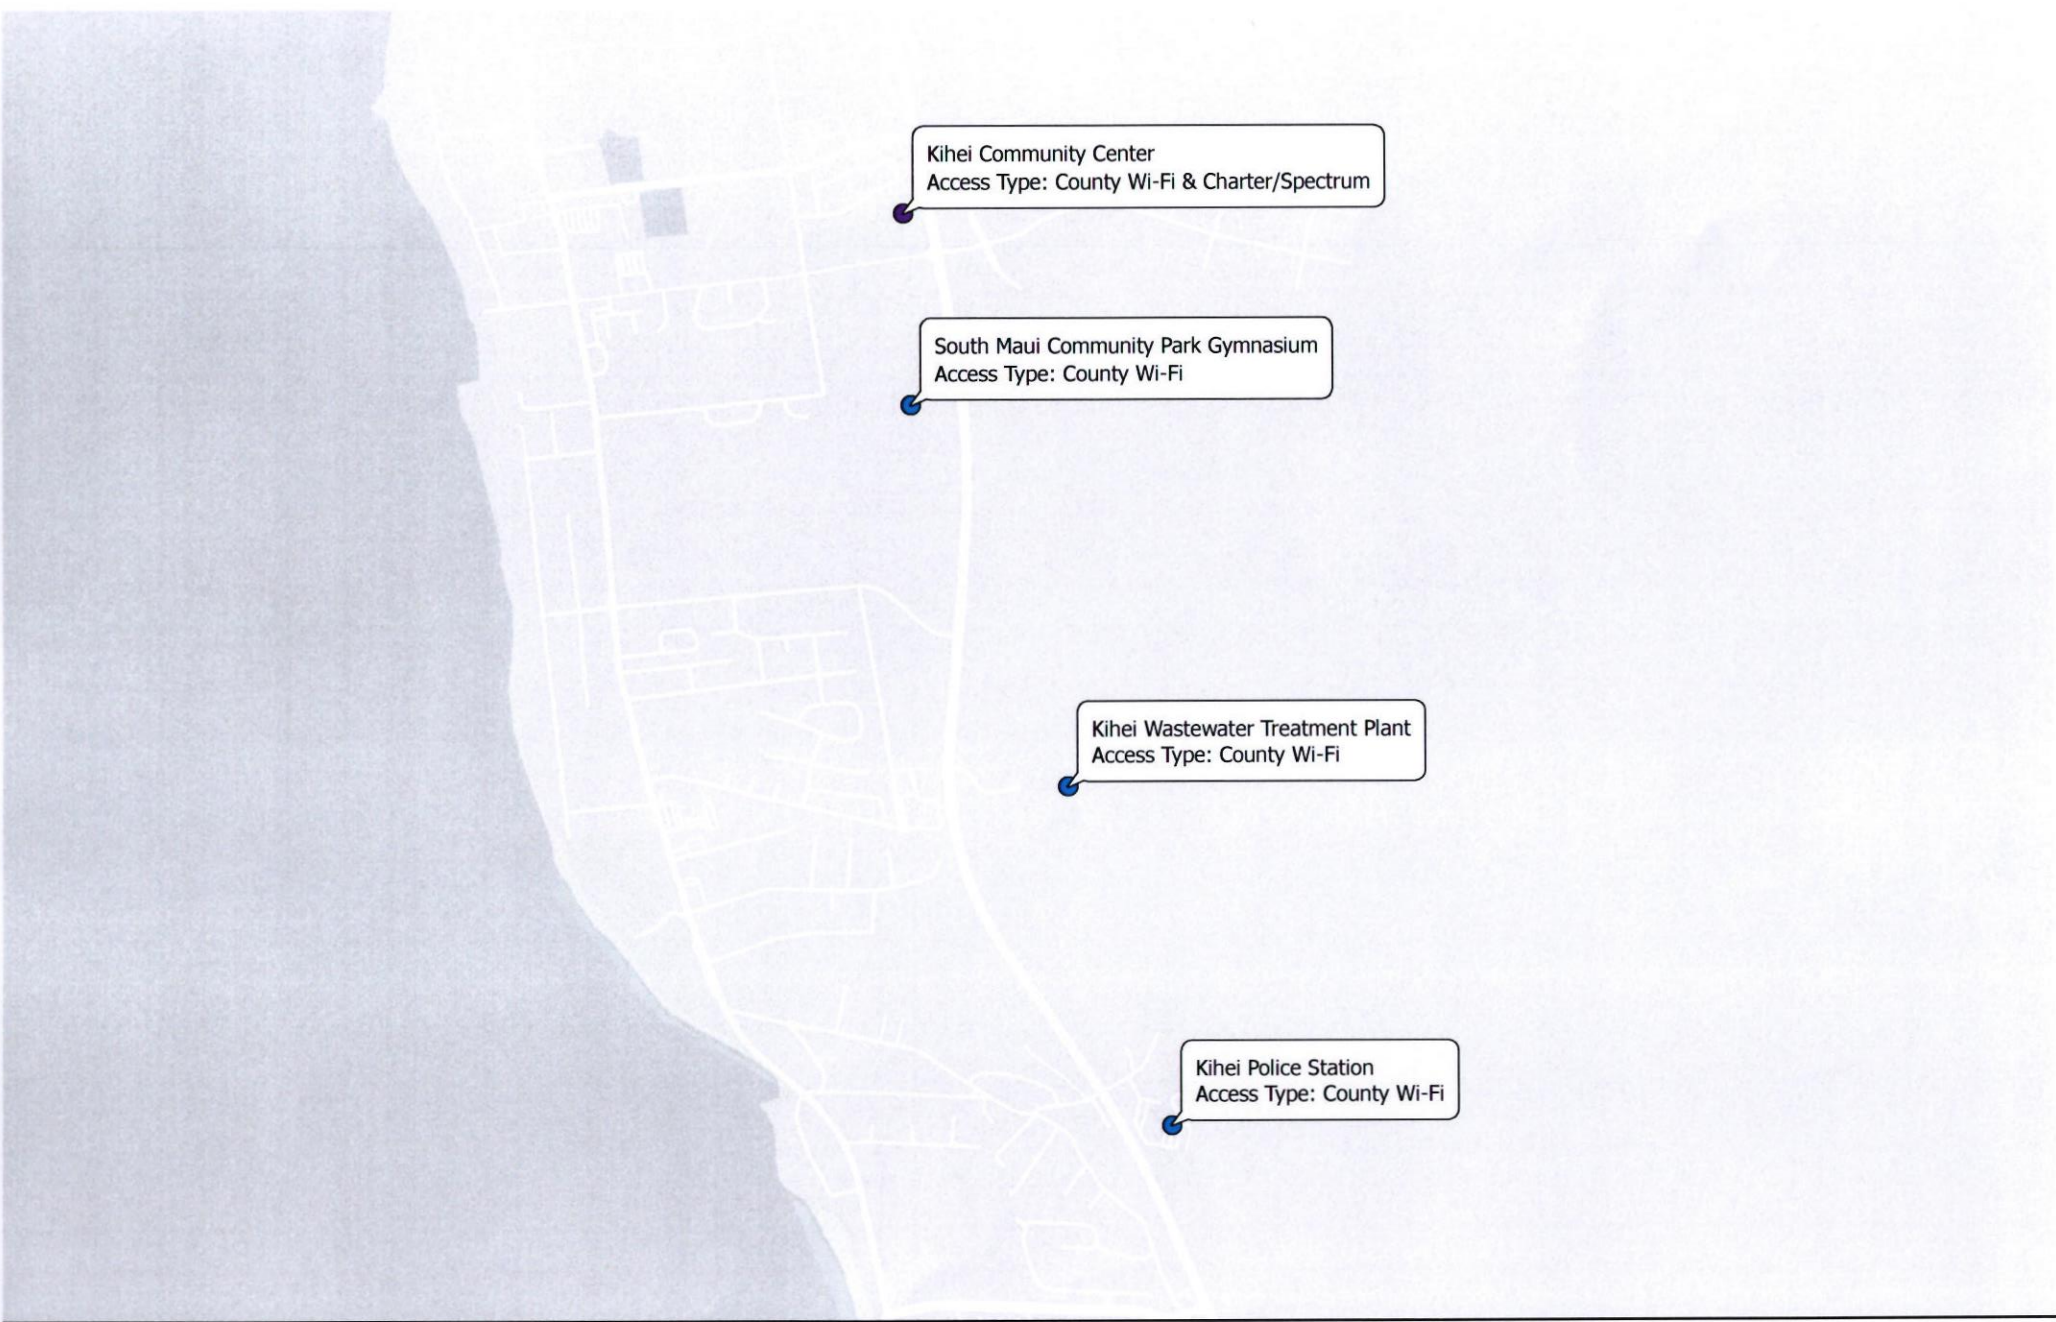 Kihei Community Center
Access Type: County Wi-Fi & Charter/Spectrum
South Maui Community Park Gymnasium
Access Type: County Wi-Fi
Kihei Wastewater Treatment Plant
Access Type: County Wi-Fi
Kihei Police Station
Access Type: County Wi-Fi